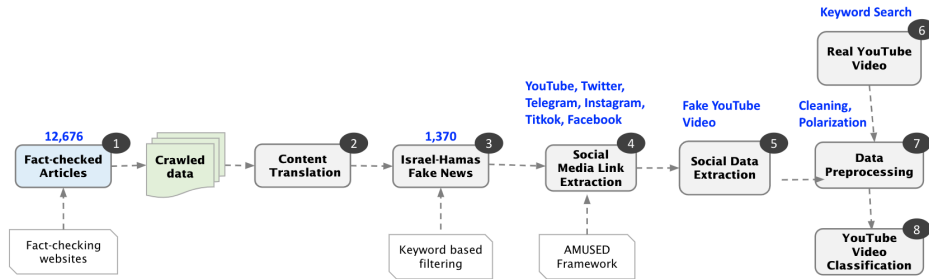 Keyword Search
6
Real YouTube
Video
YouTube, Twitter,
Telegram, Instagram,
Titkok, Facebook
Fake YouTube
Video
Cleaning,
Polarization
12,676
1
Fact-checked
Articles
Crawled
data
2
Content
Translation
1,370
3
Israel-Hamas
Fake News
4
Social
Media Link
Extraction
5
Social Data
Extraction
7
Data
Preprocessing
Fact-checking
websites
Keyword based
filtering
AMUSED
Framework
8
YouTube
Video
Classification